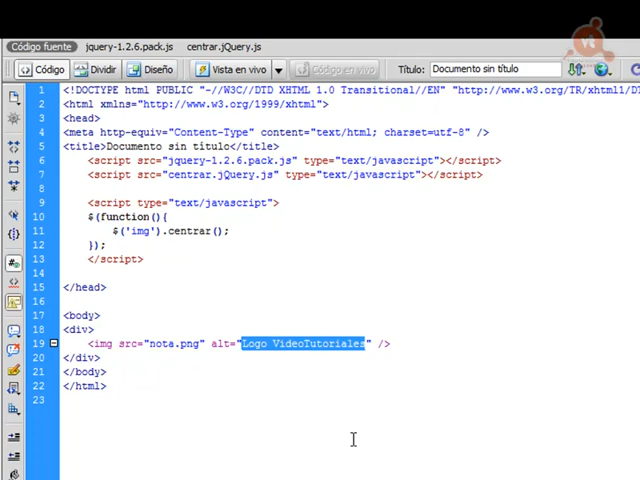 vt
Código fuente jquery-1.2.6.pack.js centrar.jQuery.js
Código Dividir Diseño Vista en vivo Código en vivo Título: Documento sin título
1 <!DOCTYPE html PUBLIC "-//W3C//DTD XHTML 1.0 Transitional//EN" "http://www.w3.org/TR/xhtml1/D
2 <html xmlns="http://www.w3.org/1999/xhtml">
3 <head>
4 <meta http-equiv="Content-Type" content="text/html; charset=utf-8" />
5 <title>Documento sin título</title>
6 <script src="jquery-1.2.6.pack.js" type="text/javascript"></script>
7 <script src="centrar.jQuery.js" type="text/javascript"></script>
8
9 <script type="text/javascript">
10 $(function(){
11 $('img').centrar();
12 });
13 </script>
14
15 </head>
16
17 <body>
18 <div>
19 <img src="nota.png" alt="Logo VideoTutoriales" />
20 </div>
21 </body>
22 </html>
23